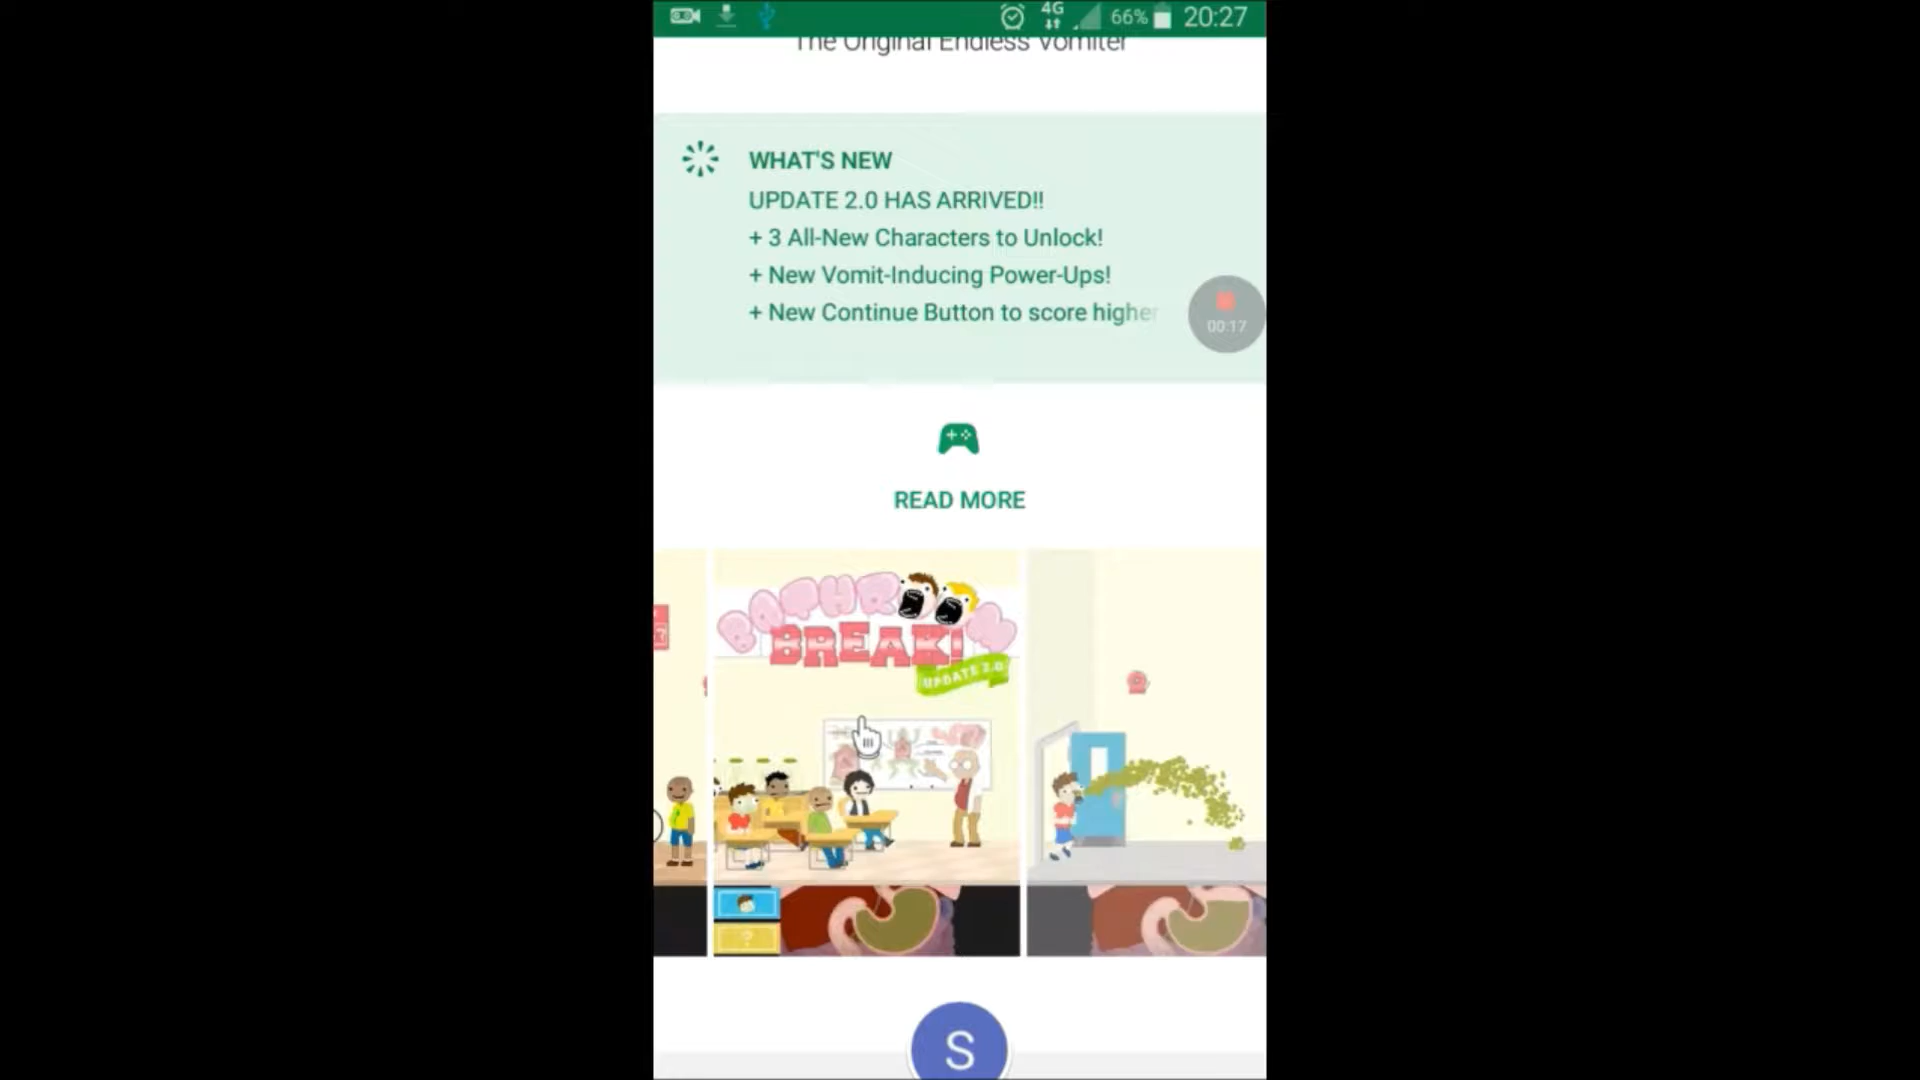 4G 66% 20:27
The Original Endless Vomiter
WHAT'S NEW
UPDATE 2.0 HAS ARRIVED!!
+ 3 All-New Characters to Unlock!
+ New Vomit-Inducing Power-Ups!
+ New Continue Button to score higher
00:17
READ MORE
BATHROOM
BREAK!
UPDATE 2.0
?
S